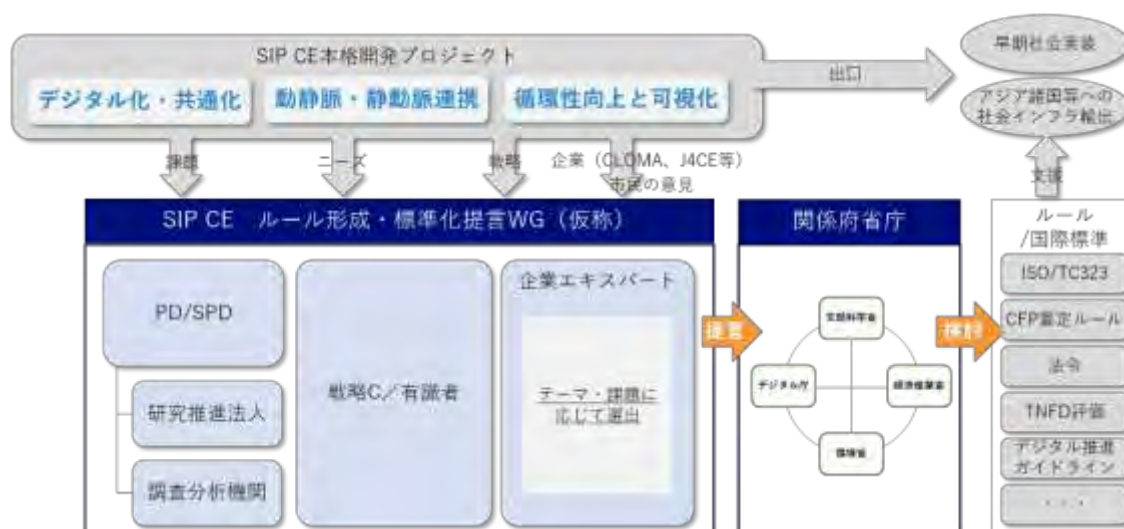 SIP CE本格開発プロジェクト
デジタル化・共通化
動静脈・静動脈連携
循環性向上と可視化
出口
早期社会実装
アジア諸国等への
社会インフラ輸出
課題
ニーズ
戦略
企業（CLOMA、J4CE等）
市民の意見
支援
SIP CE ルール形成・標準化提言WG（仮称）
PD/SPD
研究推進法人
調査分析機関
戦略C／有識者
企業エキスパート
テーマ・課題に
応じて選出
提言
関係府省庁
文部科学省
デジタル庁
経済産業省
環境省
検討
ルール
/国際標準
ISO/TC323
CFP算定ルール
法令
TNFD評価
デジタル推進
ガイドライン
・・・